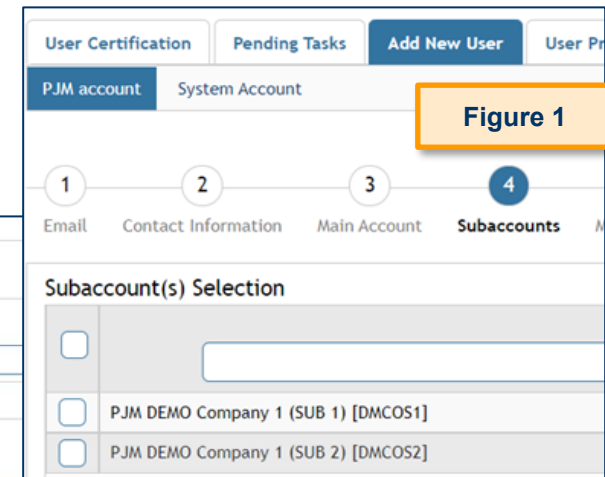 User Certification Pending Tasks Add New User User Pr
PJM account System Account
Figure 1
1 2 3 4
Email Contact Information Main Account Subaccounts
Subaccount(s) Selection
PJM DEMO Company 1 (SUB 1) [DMCOS1]
PJM DEMO Company 1 (SUB 2) [DMCOS2]